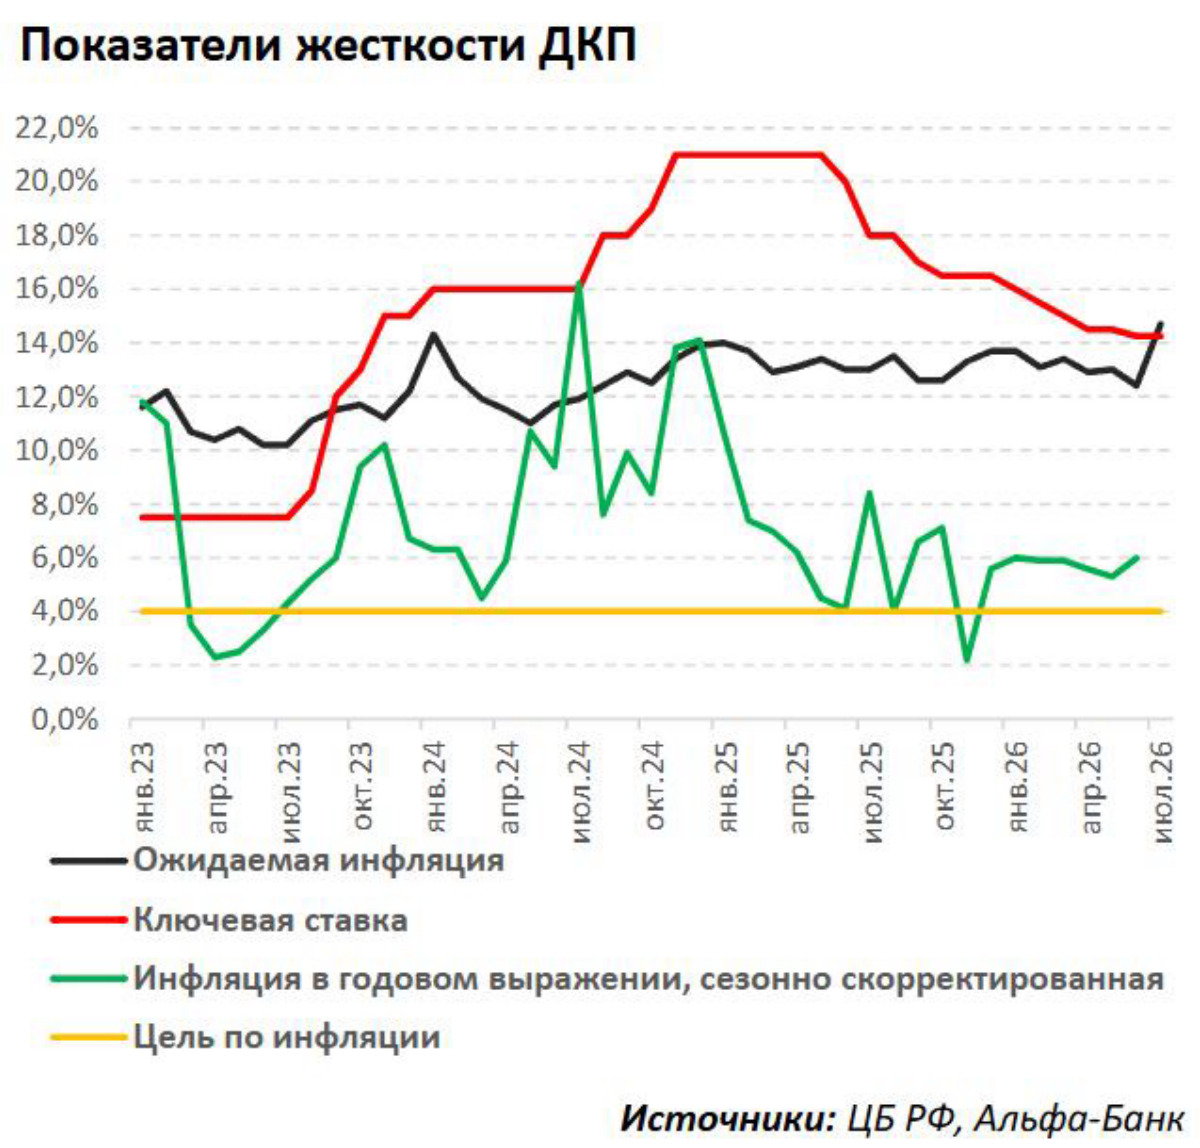 Показатели жесткости ДКП
22,0%
20,0%
18,0%
16,0%
14,0%
12,0%
10,0%
8,0%
6,0%
4,0%
2,0%
0,0%
янв.23
апр.23
июл.23
окт.23
янв.24
апр.24
июл.24
окт.24
янв.25
апр.25
июл.25
окт.25
янв.26
апр.26
июл.26
Ожидаемая инфляция
Ключевая ставка
Инфляция в годовом выражении, сезонно скорректированная
Цель по инфляции
Источники: ЦБ РФ, Альфа-Банк